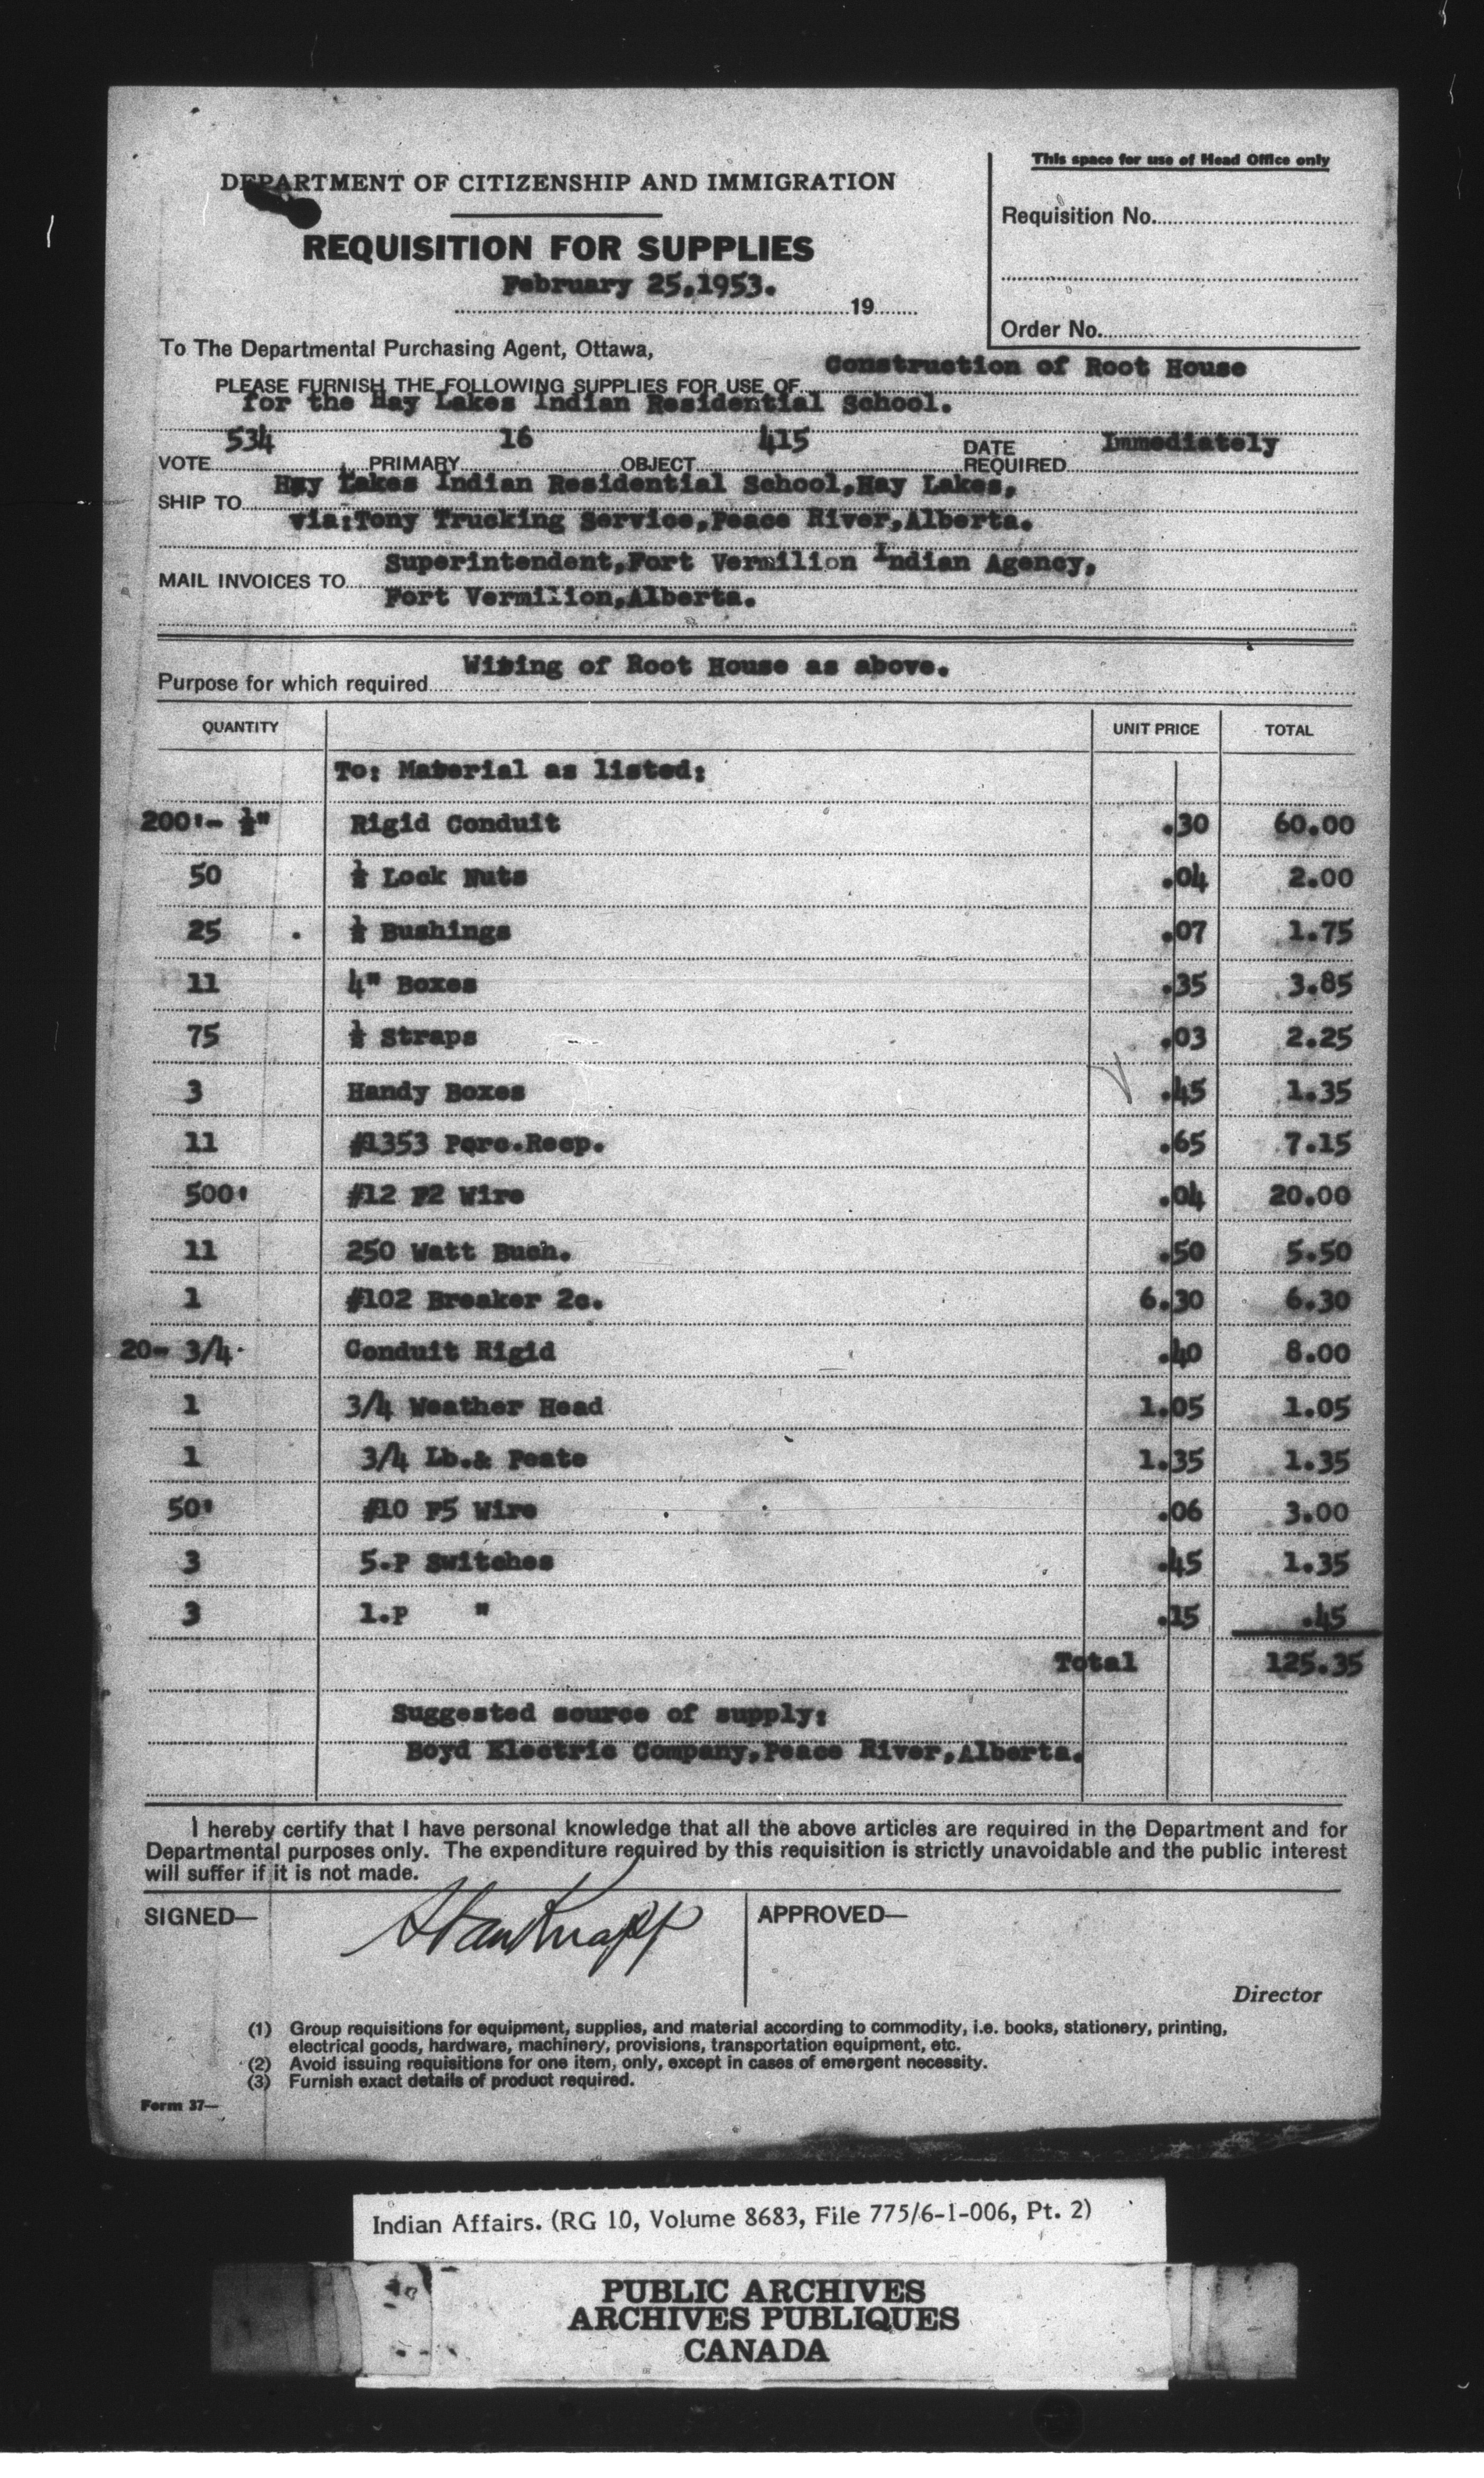 This space for use of Head Office only
DEPARTMENT OF CITIZENSHIP AND IMMIGRATION
Requisition No.
REQUISITION FOR SUPPLIES
February 25,1953.
19
Order No.
To The Departmental Purchasing Agent, Ottawa,
PLEASE FURNISH THE FOLLOWING SUPPLIES FOR USE OF Construction of Root House
for the Hay Lakes Indian Residential School.
VOTE 534 PRIMARY 16 OBJECT 415 DATE REQUIRED Immediately
SHIP TO Hay Lakes Indian Residential School,Hay Lakes,
via:Tony Trucking Service,Peace River,Alberta.
MAIL INVOICES TO Superintendent,Fort Vermilion Indian Agency,
Fort Vermilion,Alberta.
Purpose for which required Wiring of Root House as above.
QUANTITY UNIT PRICE TOTAL
To: Material as listed:
200'- ½" Rigid Conduit .30 60.00
50 ½ Lock Nuts .04 2.00
25 ½ Bushings .07 1.75
11 4" Boxes .35 3.85
75 ½ Straps .03 2.25
3 Handy Boxes .45 1.35
11 #1353 Porc.Recp. .65 7.15
500' #12 F2 Wire .04 20.00
11 250 Watt Buch. .50 5.50
1 #102 Breaker 2c. 6.30 6.30
20- 3/4 Conduit Rigid .40 8.00
1 3/4 Weather Head 1.05 1.05
1 3/4 Lb.& Peate 1.35 1.35
50' #10 F5 Wire .06 3.00
3 5.P Switches .45 1.35
3 1.P " .15 .45
Total 125.35
Suggested source of supply:
Boyd Electric Company,Peace River,Alberta.
I hereby certify that I have personal knowledge that all the above articles are required in the Department and for
Departmental purposes only. The expenditure required by this requisition is strictly unavoidable and the public interest
will suffer if it is not made.
SIGNED— Stan Knapp APPROVED—
Director
(1) Group requisitions for equipment, supplies, and material according to commodity, i.e. books, stationery, printing,
electrical goods, hardware, machinery, provisions, transportation equipment, etc.
(2) Avoid issuing requisitions for one item, only, except in cases of emergent necessity.
(3) Furnish exact details of product required.
Form 37—
Indian Affairs. (RG 10, Volume 8683, File 775/6-1-006, Pt. 2)
PUBLIC ARCHIVES
ARCHIVES PUBLIQUES
CANADA